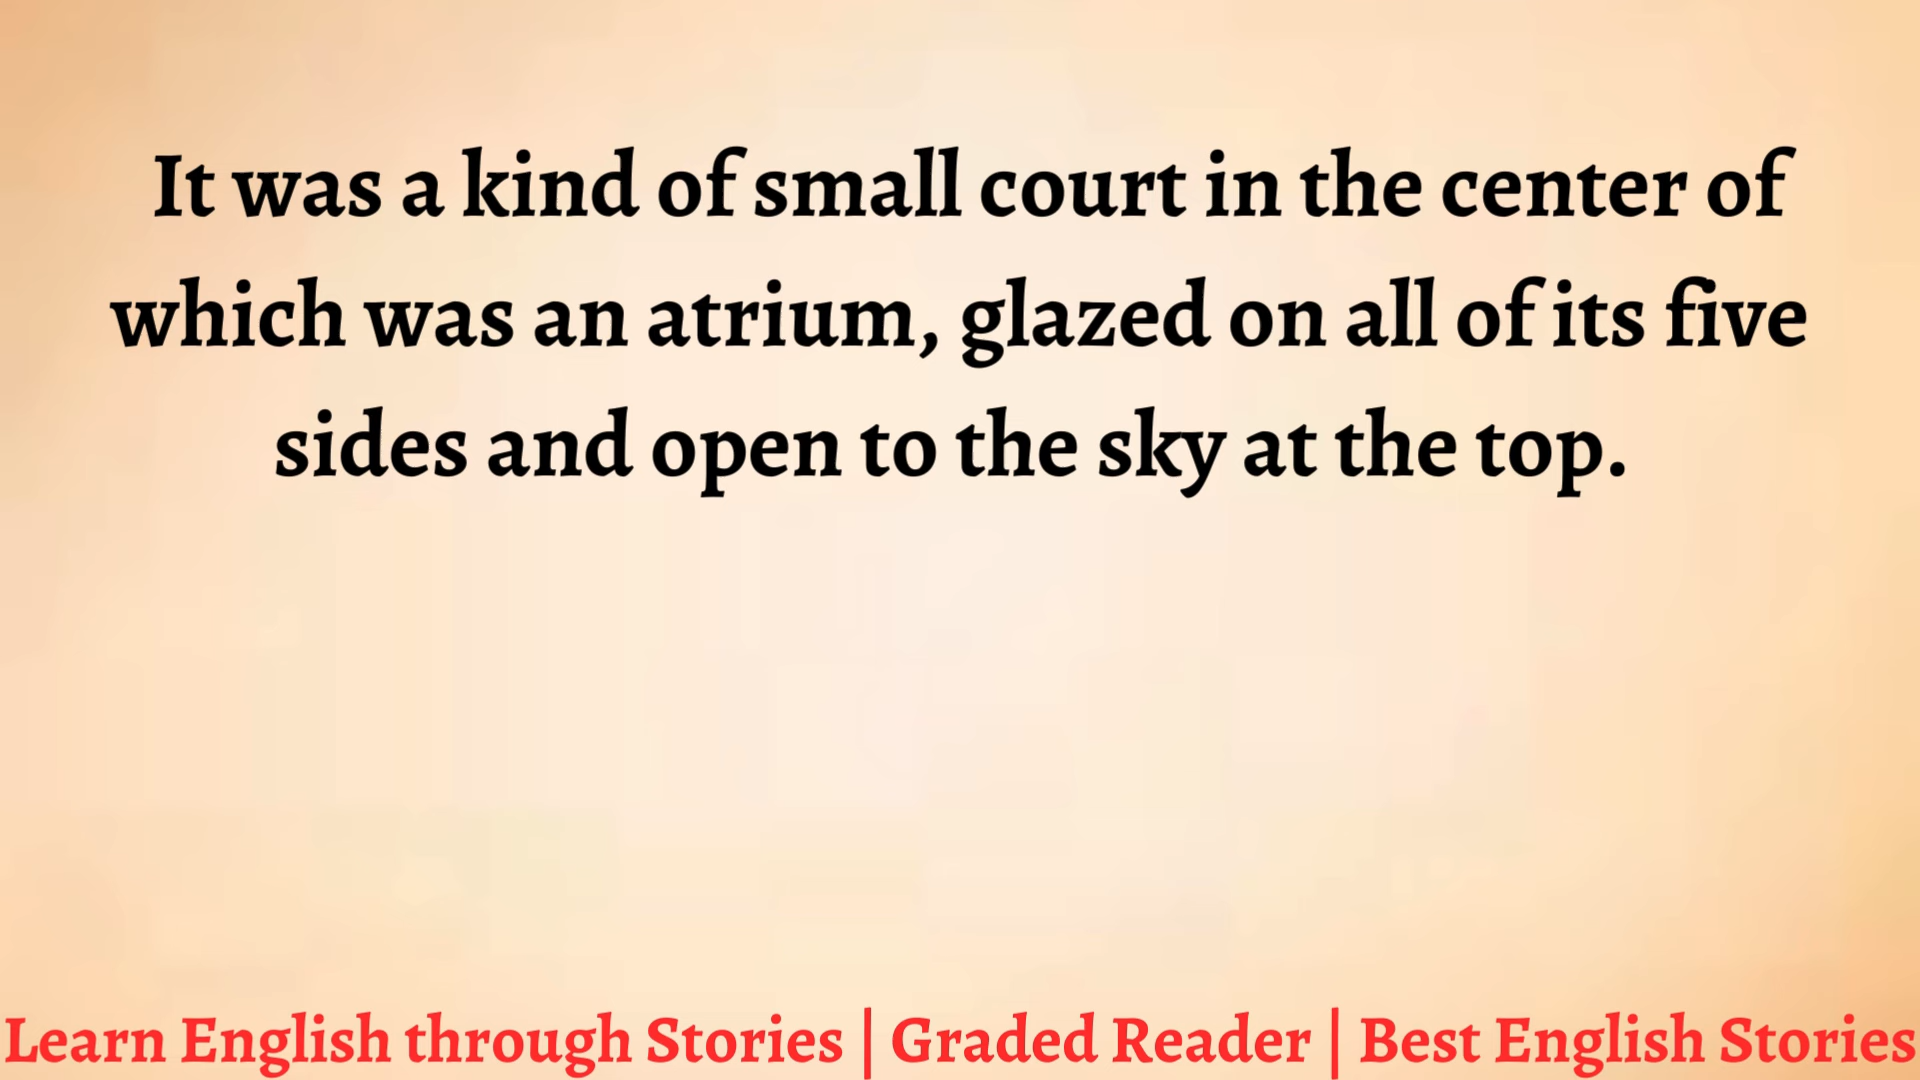 It was a kind of small court in the center of
which was an atrium, glazed on all of its five
sides and open to the sky at the top.
Learn English through Stories | Graded Reader | Best English Stories